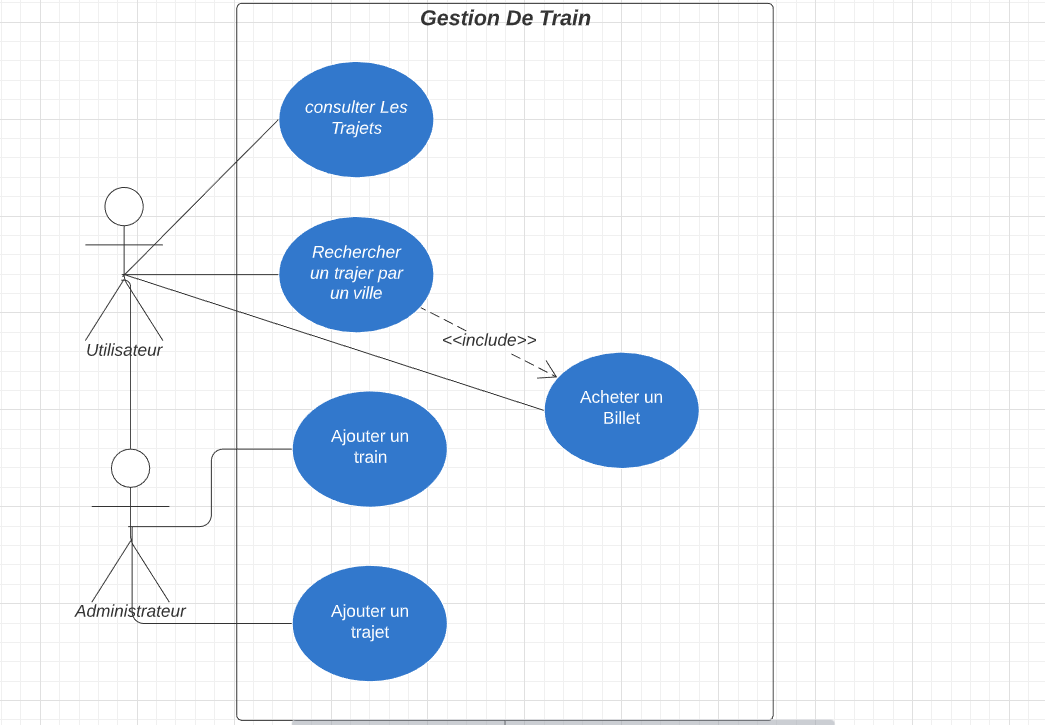 Gestion De Train
consulter Les
Trajets
Rechercher
un trajer par
un ville
<<include>>
Utilisateur
Acheter un
Billet
Ajouter un
train
Administrateur
Ajouter un
trajet